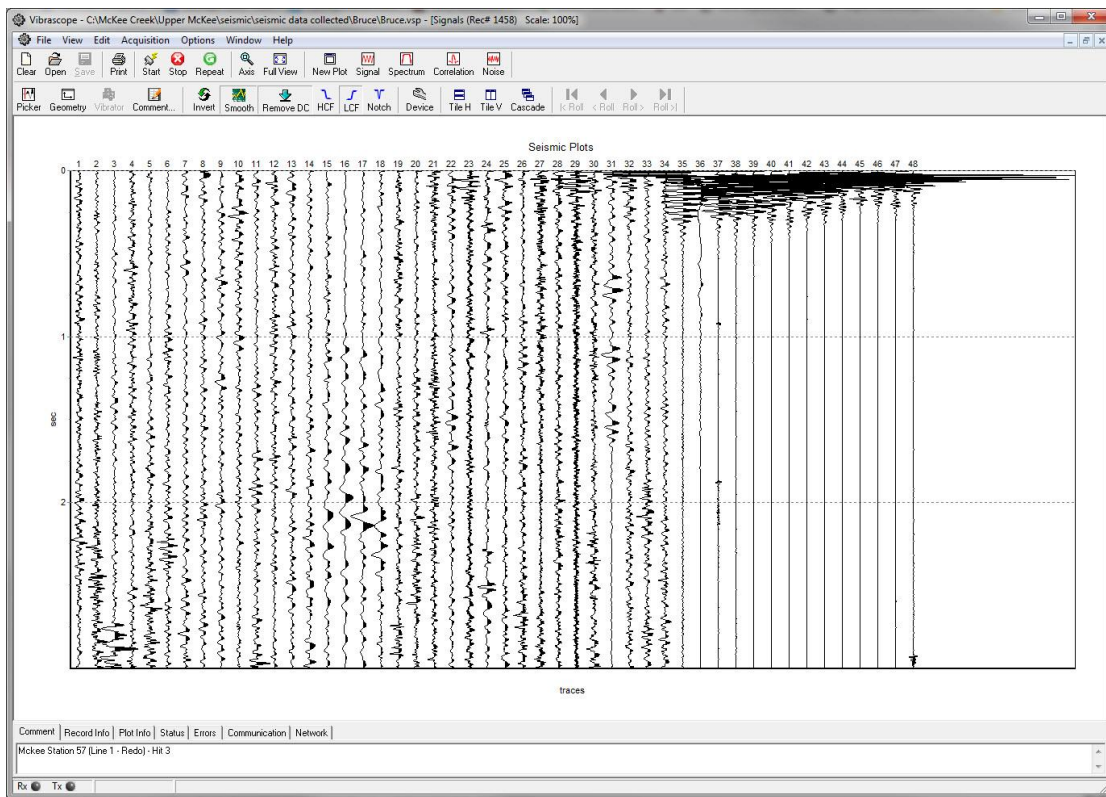 Vibrascope - C:\McKee Creek\Upper McKee\seismic\seismic data collected\Bruce\Bruce.vsp - [Signals (Rec# 1458)  Scale: 100%]
File View Edit Acquisition Options Window Help
Clear Open Save Print Start Stop Repeat Axis Full View New Plot Signal Spectrum Correlation Noise
Picker Geometry Vibrator Comment... Invert Smooth Remove DC HCF LCF Notch Device Tile H Tile V Cascade |< Roll < Roll Roll > Roll >|
Seismic Plots
1 2 3 4 5 6 7 8 9 10 11 12 13 14 15 16 17 18 19 20 21 22 23 24 25 26 27 28 29 30 31 32 33 34 35 36 37 38 39 40 41 42 43 44 45 46 47 48
0
1
sec
2
traces
Comment Record Info Plot Info Status Errors Communication Network
Mckee Station 57 (Line 1 - Redo) - Hit 3
Rx Tx